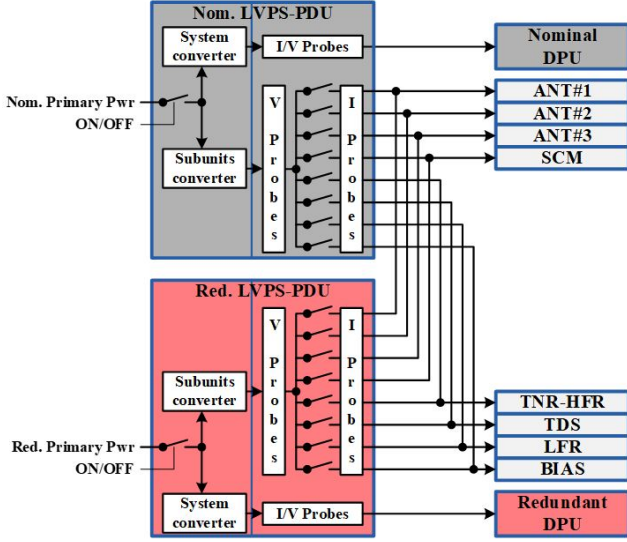 Nom. LVPS-PDU
System
converter
I/V Probes
Nominal
DPU
Nom. Primary Pwr
ON/OFF
Subunits
converter
V
P
r
o
b
e
s
I
P
r
o
b
e
s
ANT#1
ANT#2
ANT#3
SCM
Red. LVPS-PDU
V
P
r
o
b
e
s
I
P
r
o
b
e
s
Subunits
converter
Red. Primary Pwr
ON/OFF
System
converter
I/V Probes
TNR-HFR
TDS
LFR
BIAS
Redundant
DPU